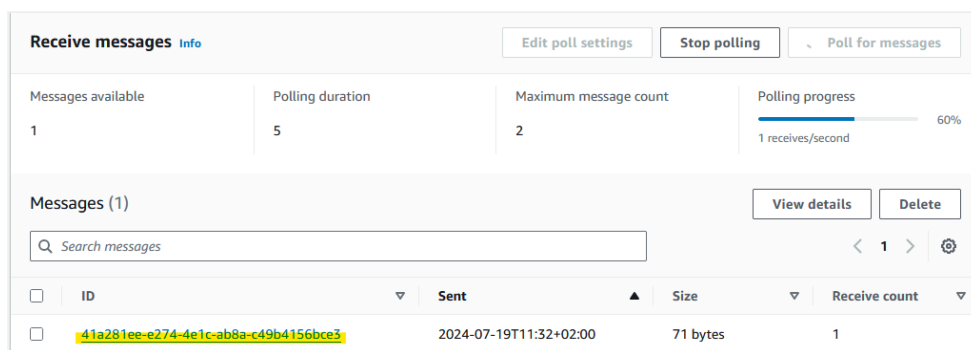 Receive messages Info Edit poll settings Stop polling Poll for messages
Messages available Polling duration Maximum message count Polling progress
1 5 2 60%
1 receives/second
Messages (1) View details Delete
Search messages 1
ID Sent Size Receive count
41a281ee-e274-4e1c-ab8a-c49b4156bce3 2024-07-19T11:32+02:00 71 bytes 1